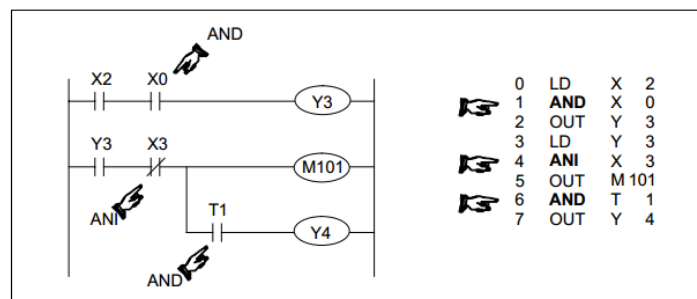 AND
X2 X0
Y3
Y3 X3
M101
ANI
T1
Y4
AND
0 LD X 2
1 AND X 0
2 OUT Y 3
3 LD Y 3
4 ANI X 3
5 OUT M 101
6 AND T 1
7 OUT Y 4